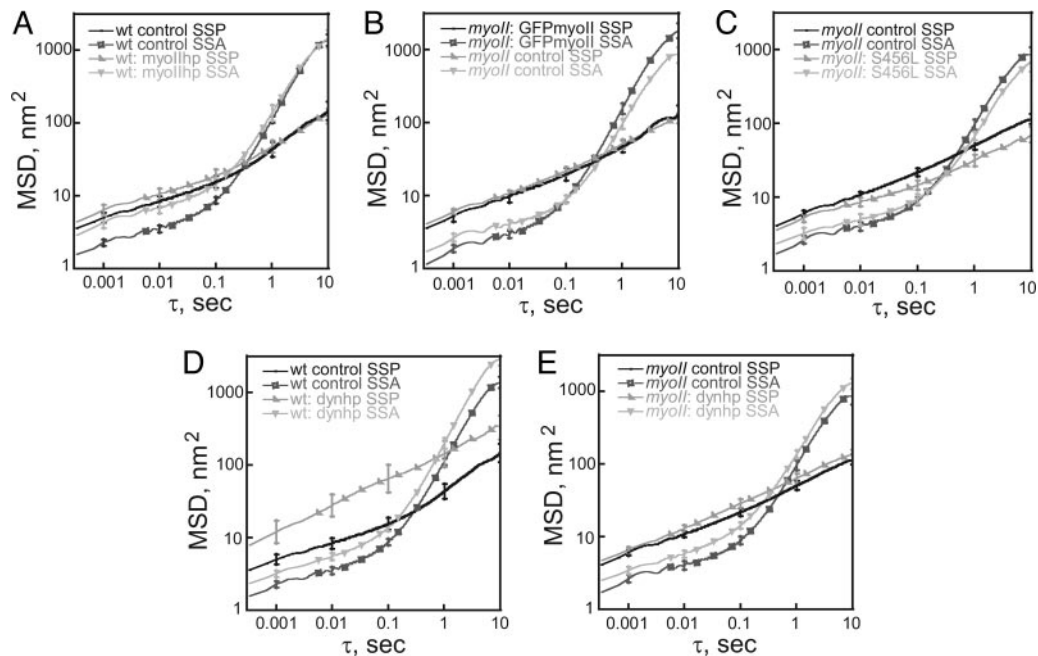 A
wt control SSP
wt control SSA
wt: myoIIhp SSP
wt: myoIIhp SSA
MSD, nm2
1000
100
10
1
0.001 0.01 0.1 1 10
τ, sec
B
myoII: GFPmyoII SSP
myoII: GFPmyoII SSA
myoII control SSP
myoII control SSA
MSD, nm2
1000
100
10
1
0.001 0.01 0.1 1 10
τ, sec
C
myoII control SSP
myoII control SSA
myoII: S456L SSP
myoII: S456L SSA
MSD, nm2
1000
100
10
1
0.001 0.01 0.1 1 10
τ, sec
D
wt control SSP
wt control SSA
wt: dynhp SSP
wt: dynhp SSA
MSD, nm2
1000
100
10
1
0.001 0.01 0.1 1 10
τ, sec
E
myoII control SSP
myoII control SSA
myoII: dynhp SSP
myoII: dynhp SSA
MSD, nm2
1000
100
10
1
0.001 0.01 0.1 1 10
τ, sec